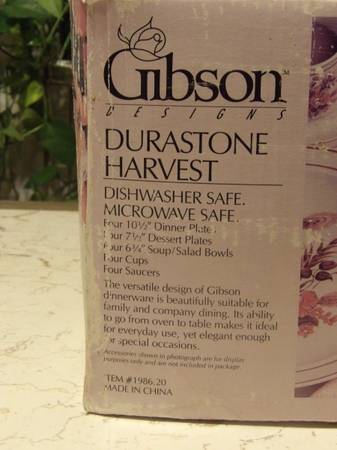 Gibson TM
DESIGNS
DURASTONE
HARVEST
DISHWASHER SAFE.
MICROWAVE SAFE.
Four 10½" Dinner Plates
Four 7½" Dessert Plates
Four 6¾" Soup/Salad Bowls
Four Cups
Four Saucers
The versatile design of Gibson
dinnerware is beautifully suitable for
family and company dining. Its ability
to go from oven to table makes it ideal
for everyday use, yet elegant enough
for special occasions.
Accessories shown in photograph are for display
purposes only and are not included in package.
ITEM #1986.20
MADE IN CHINA